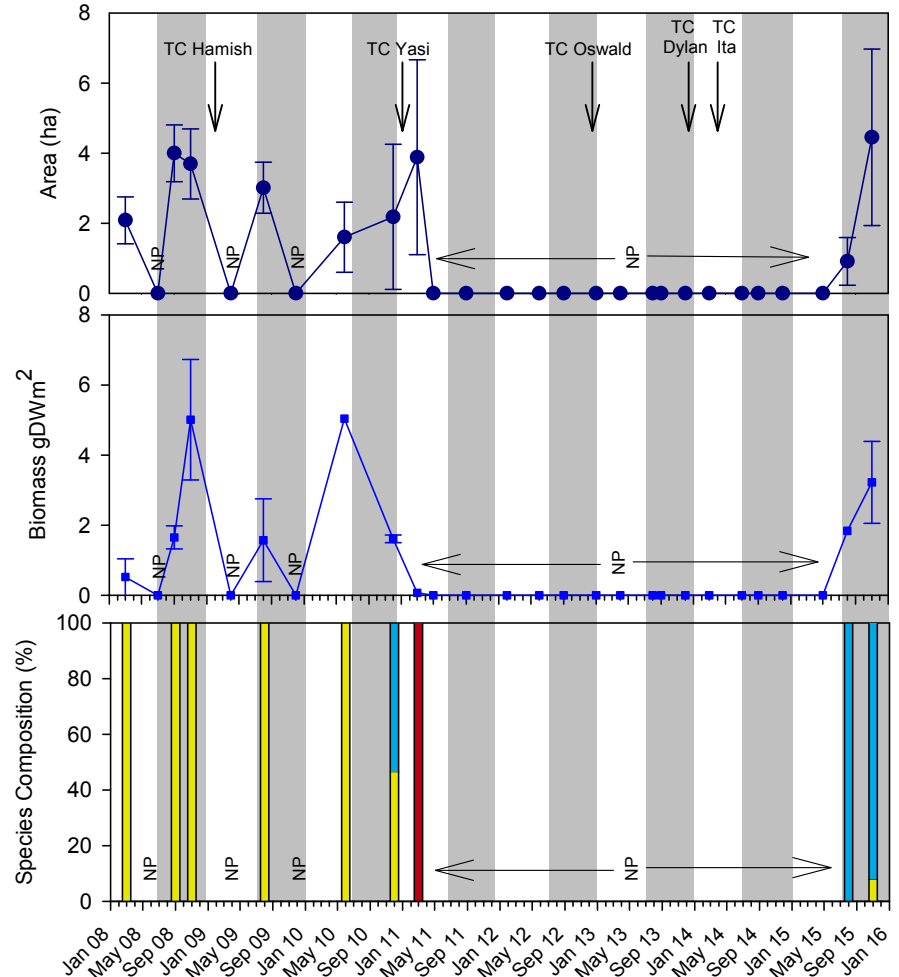 8
TC Hamish
TC Yasi
TC Oswald
TC
Dylan
TC
Ita
6
4
2
0
Area (ha)
NP
NP
NP
NP
8
6
4
2
0
Biomass gDWm2
NP
NP
NP
NP
100
80
60
40
20
0
Species Composition (%)
NP
NP
NP
NP
Jan 08
May 08
Sep 08
Jan 09
May 09
Sep 09
Jan 10
May 10
Sep 10
Jan 11
May 11
Sep 11
Jan 12
May 12
Sep 12
Jan 13
May 13
Sep 13
Jan 14
May 14
Sep 14
Jan 15
May 15
Sep 15
Jan 16